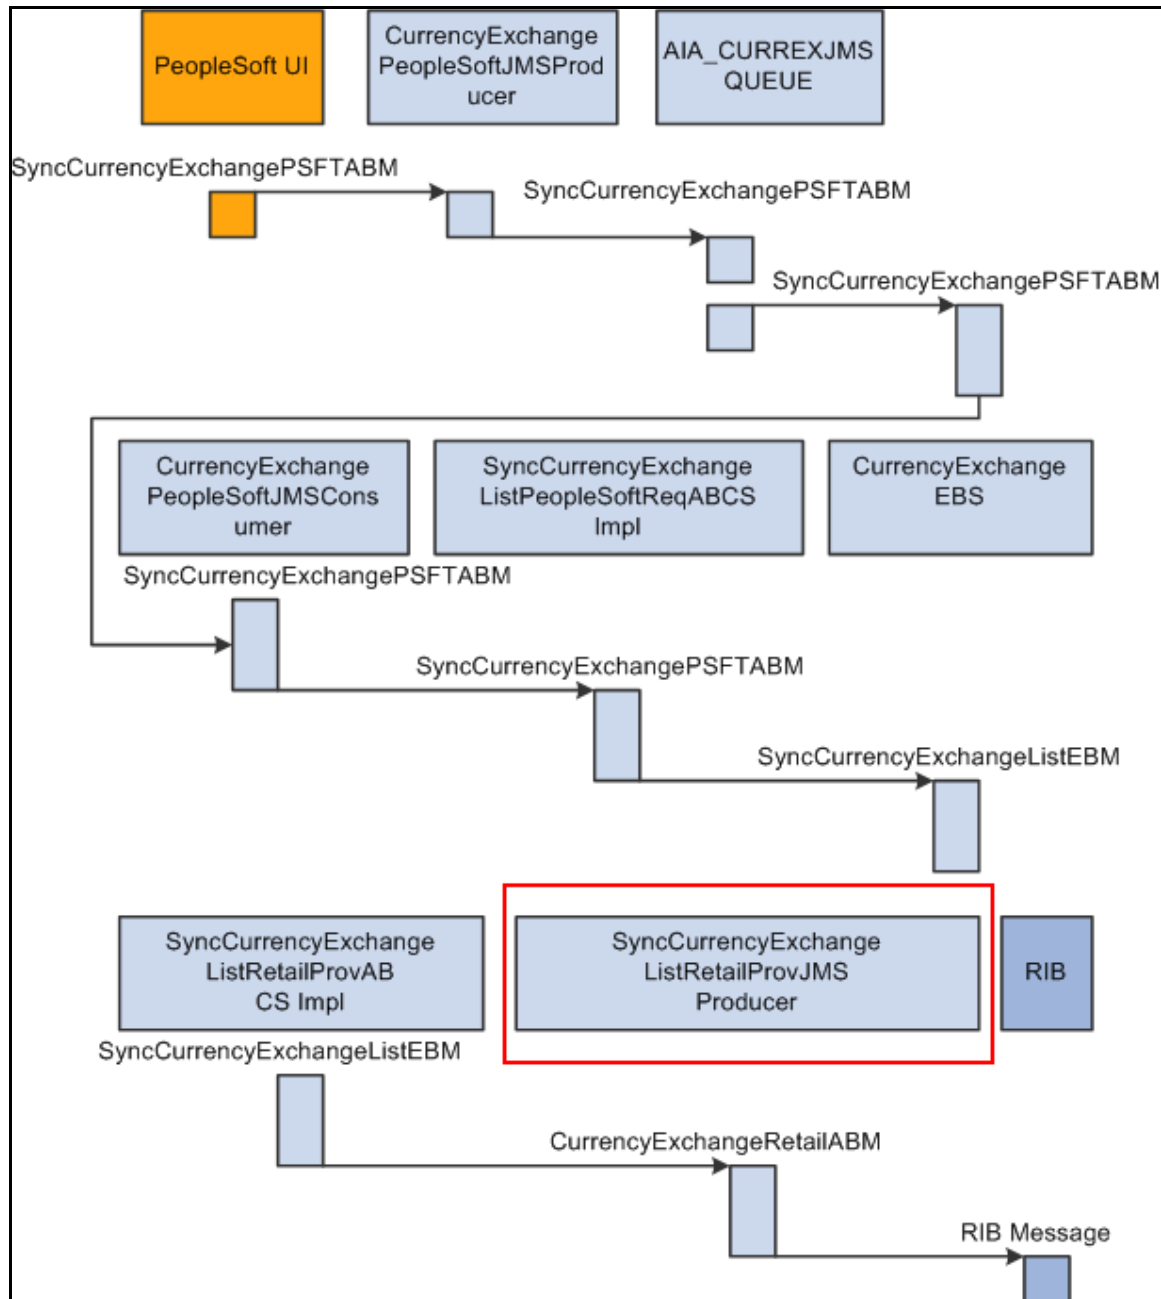 PeopleSoft UI
CurrencyExchange
PeopleSoftJMSProd
ucer
AIA_CURREXJMS
QUEUE
SyncCurrencyExchangePSFTABM
SyncCurrencyExchangePSFTABM
SyncCurrencyExchangePSFTABM
CurrencyExchange
PeopleSoftJMSCons
umer
SyncCurrencyExchange
ListPeopleSoftReqABCS
Impl
CurrencyExchange
EBS
SyncCurrencyExchangePSFTABM
SyncCurrencyExchangePSFTABM
SyncCurrencyExchangeListEBM
SyncCurrencyExchange
ListRetailProvAB
CS Impl
SyncCurrencyExchange
ListRetailProvJMS
Producer
RIB
SyncCurrencyExchangeListEBM
CurrencyExchangeRetailABM
RIB Message